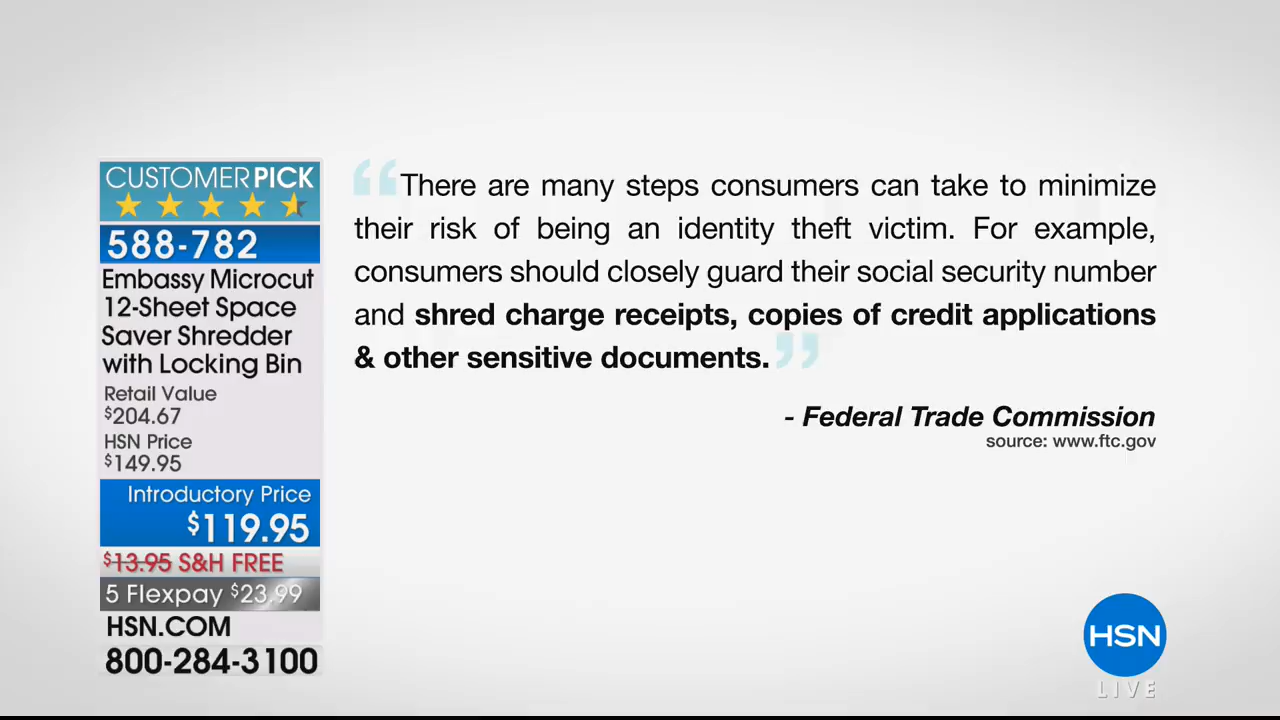 CUSTOMERPICK
588-782
Embassy Microcut
12-Sheet Space
Saver Shredder
with Locking Bin
Retail Value
$204.67
HSN Price
$149.95
Introductory Price
$119.95
$13.95 S&H FREE
5 Flexpay $23.99
HSN.COM
800-284-3100
“There are many steps consumers can take to minimize
their risk of being an identity theft victim. For example,
consumers should closely guard their social security number
and shred charge receipts, copies of credit applications
& other sensitive documents.”
- Federal Trade Commission
source: www.ftc.gov
HSN
LIVE